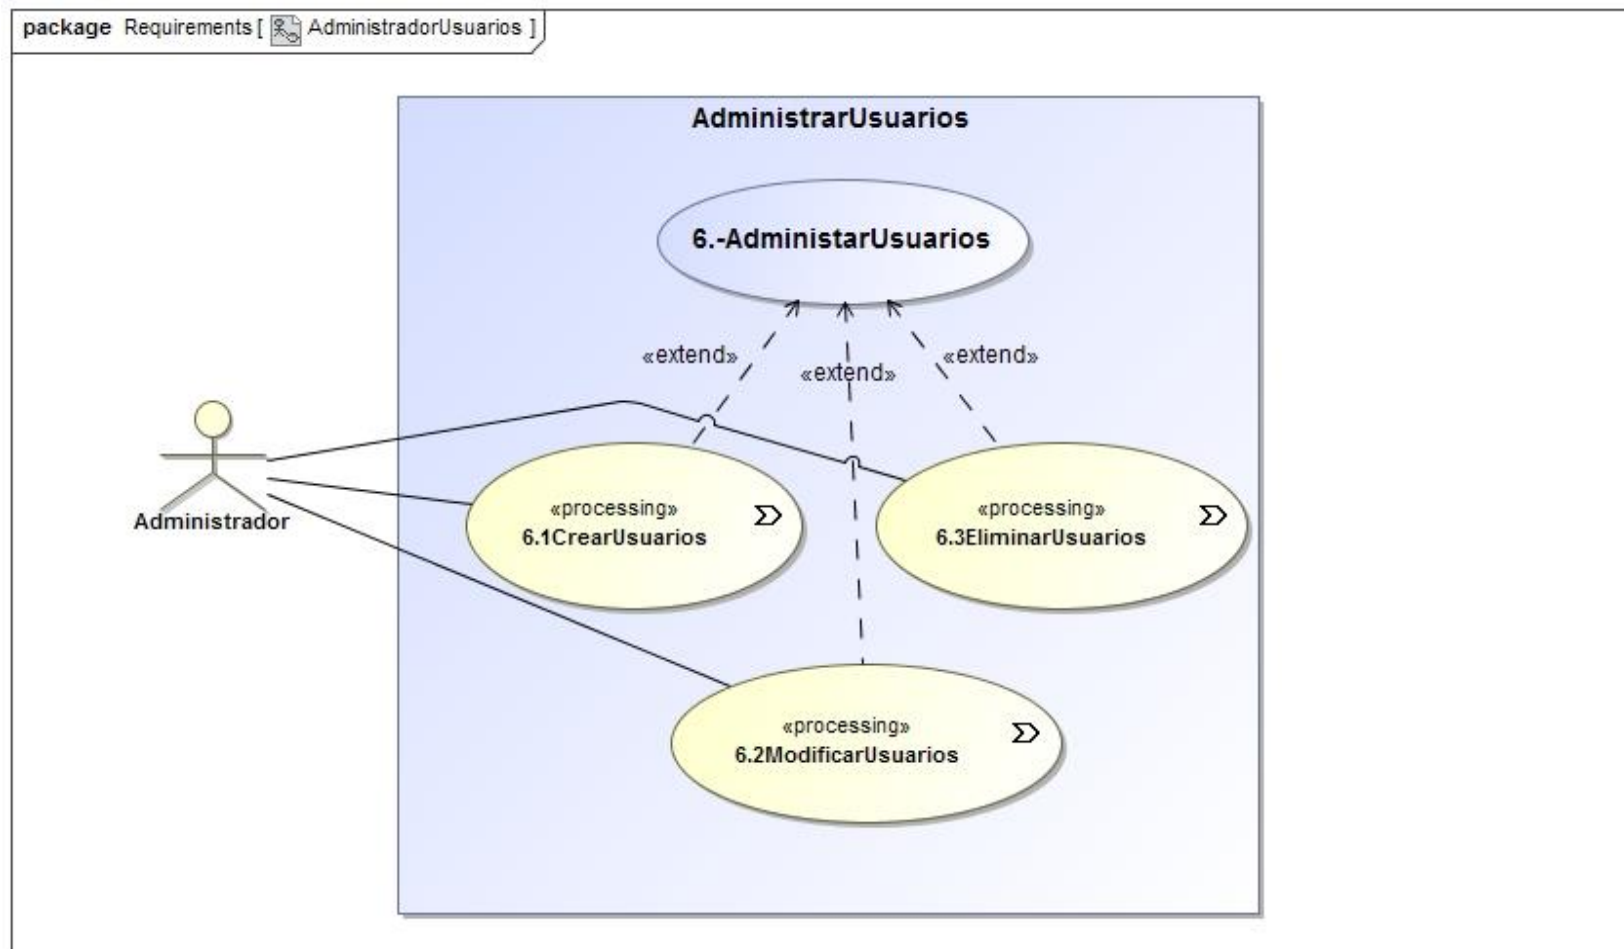 package Requirements [ AdministradorUsuarios ]
AdministrarUsuarios
6.-AdministarUsuarios
«extend»
«extend»
«extend»
Administrador
«processing»
6.1CrearUsuarios
«processing»
6.3EliminarUsuarios
«processing»
6.2ModificarUsuarios